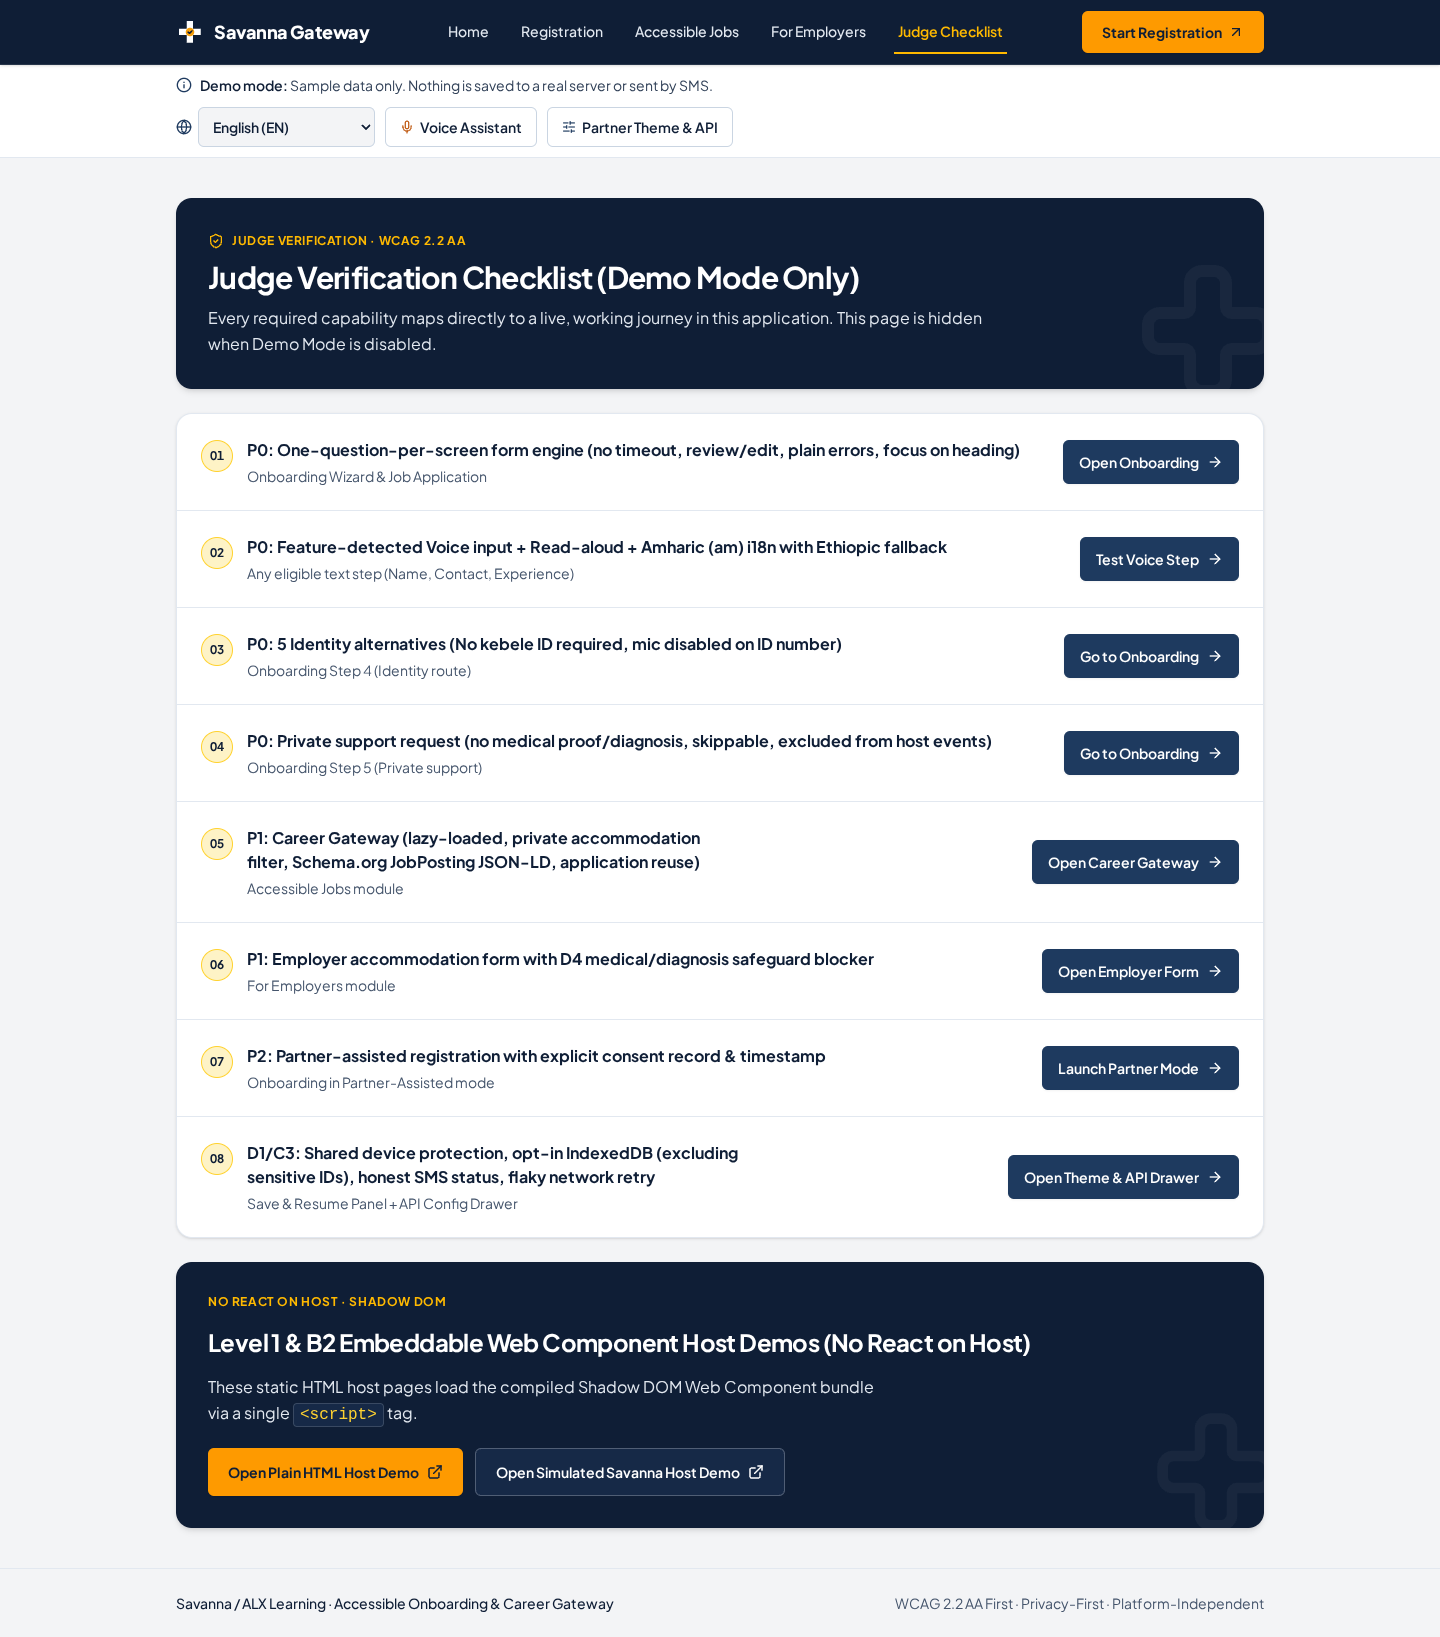 Savanna Gateway
Home
Registration
Accessible Jobs
For Employers
Judge Checklist
Start Registration
Demo mode: Sample data only. Nothing is saved to a real server or sent by SMS.
English (EN)
Voice Assistant
Partner Theme & API
JUDGE VERIFICATION · WCAG 2.2 AA
Judge Verification Checklist (Demo Mode Only)
Every required capability maps directly to a live, working journey in this application. This page is hidden
when Demo Mode is disabled.
01
P0: One-question-per-screen form engine (no timeout, review/edit, plain errors, focus on heading)
Onboarding Wizard & Job Application
Open Onboarding
02
P0: Feature-detected Voice input + Read-aloud + Amharic (am) i18n with Ethiopic fallback
Any eligible text step (Name, Contact, Experience)
Test Voice Step
03
P0: 5 Identity alternatives (No kebele ID required, mic disabled on ID number)
Onboarding Step 4 (Identity route)
Go to Onboarding
04
P0: Private support request (no medical proof/diagnosis, skippable, excluded from host events)
Onboarding Step 5 (Private support)
Go to Onboarding
05
P1: Career Gateway (lazy-loaded, private accommodation
filter, Schema.org JobPosting JSON-LD, application reuse)
Accessible Jobs module
Open Career Gateway
06
P1: Employer accommodation form with D4 medical/diagnosis safeguard blocker
For Employers module
Open Employer Form
07
P2: Partner-assisted registration with explicit consent record & timestamp
Onboarding in Partner-Assisted mode
Launch Partner Mode
08
D1/C3: Shared device protection, opt-in IndexedDB (excluding
sensitive IDs), honest SMS status, flaky network retry
Save & Resume Panel + API Config Drawer
Open Theme & API Drawer
NO REACT ON HOST · SHADOW DOM
Level 1 & B2 Embeddable Web Component Host Demos (No React on Host)
These static HTML host pages load the compiled Shadow DOM Web Component bundle
via a single <script> tag.
Open Plain HTML Host Demo
Open Simulated Savanna Host Demo
Savanna / ALX Learning · Accessible Onboarding & Career Gateway
WCAG 2.2 AA First · Privacy-First · Platform-Independent